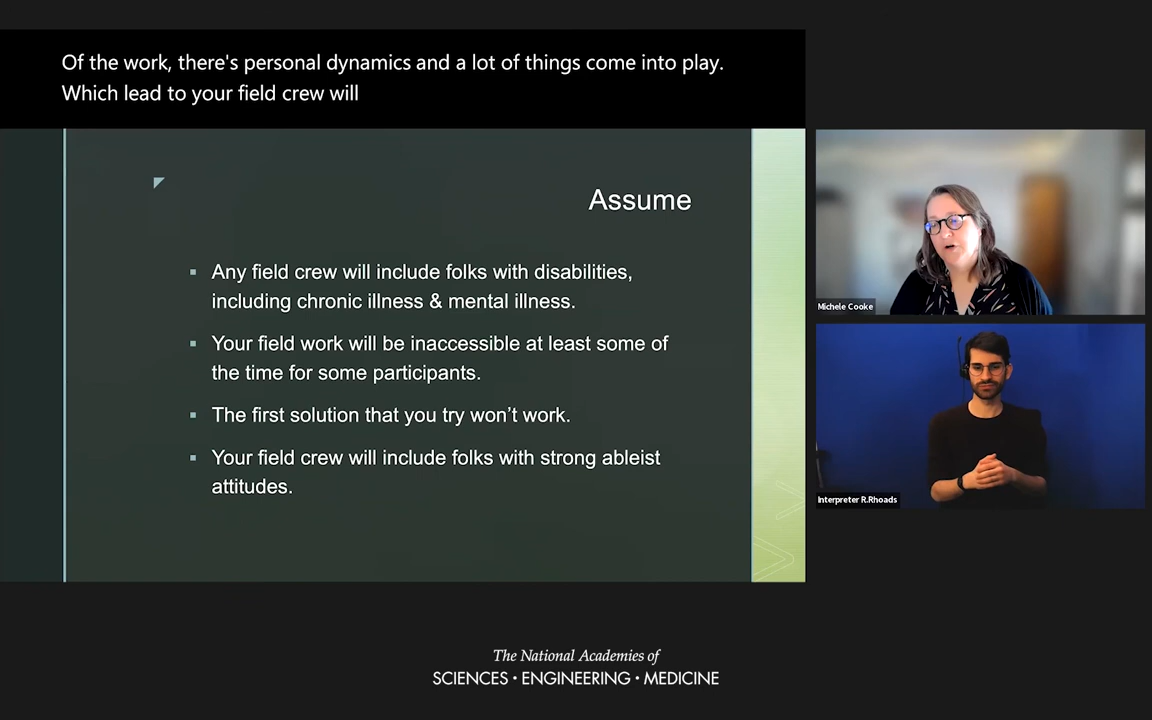 Of the work, there's personal dynamics and a lot of things come into play.
Which lead to your field crew will
Assume
▪ Any field crew will include folks with disabilities,
including chronic illness & mental illness.
▪ Your field work will be inaccessible at least some of
the time for some participants.
▪ The first solution that you try won’t work.
▪ Your field crew will include folks with strong ableist
attitudes.
Michele Cooke
Interpreter R.Rhoads
The National Academies of
SCIENCES • ENGINEERING • MEDICINE